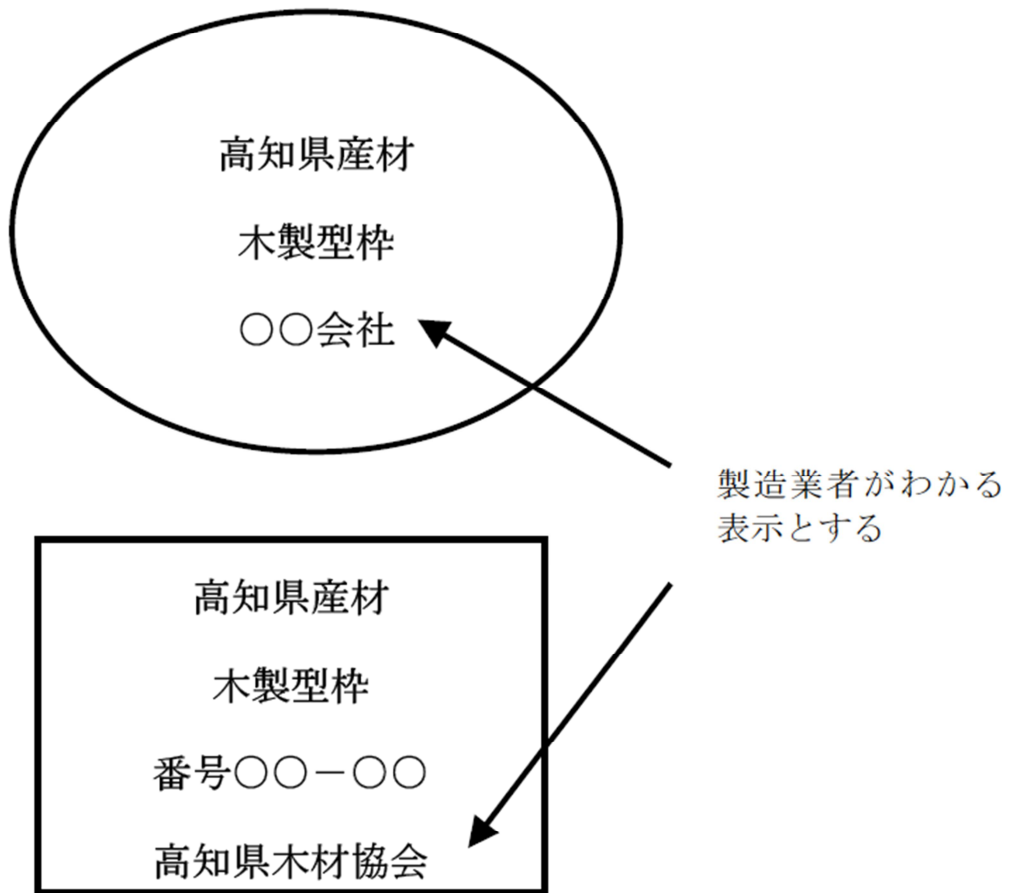 高知県産材
木製型枠
○○会社
製造業者がわかる
表示とする
高知県産材
木製型枠
番号○○－○○
高知県木材協会